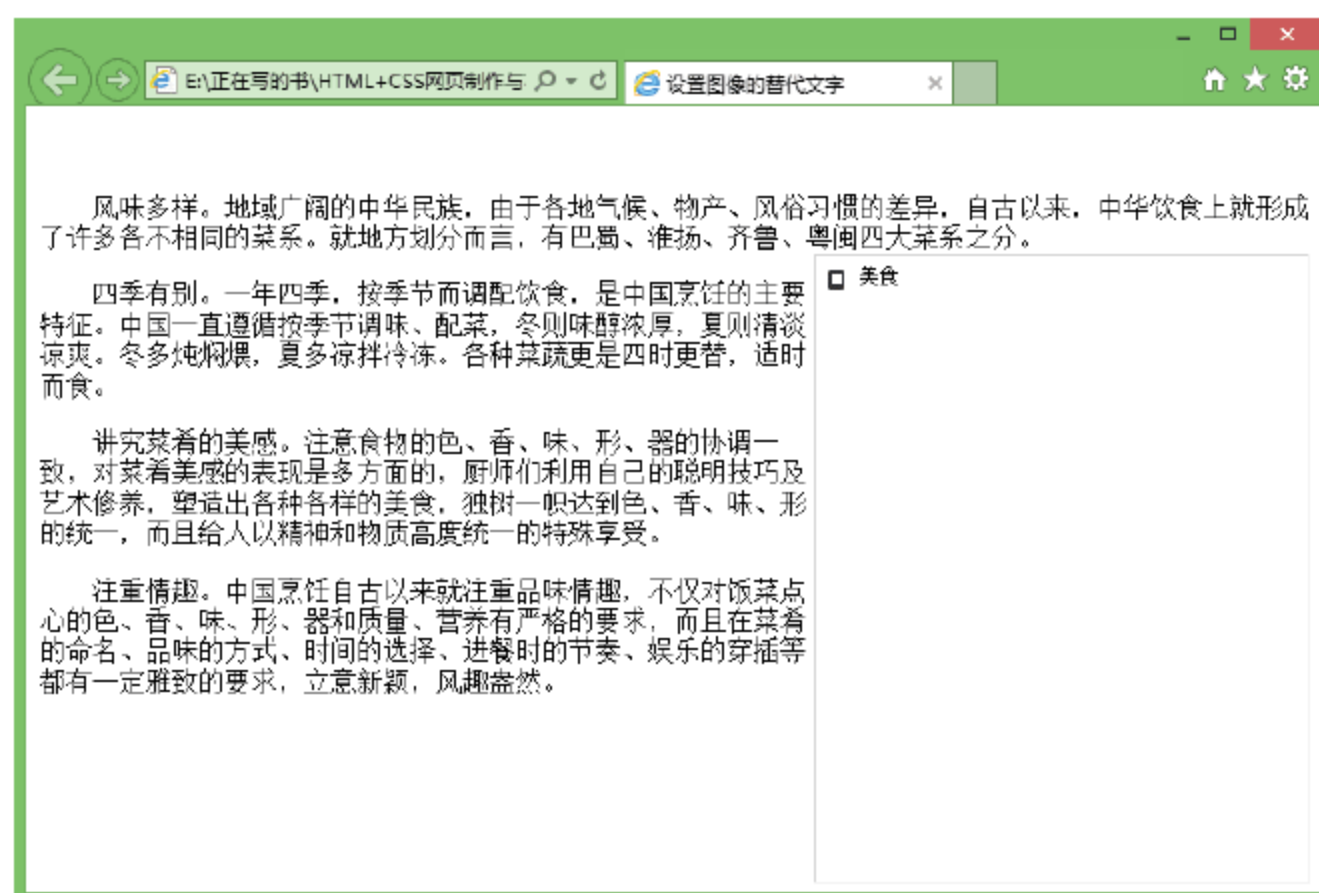 E:\正在写的书\HTML+CSS网页制作与
设置图像的替代文字
风味多样。地域广阔的中华民族，由于各地气候、物产、风俗习惯的差异，自古以来，中华饮食上就形成
了许多各不相同的菜系。就地方划分而言，有巴蜀、淮扬、齐鲁、粤闽四大菜系之分。
美食
四季有别。一年四季，按季节而调配饮食，是中国烹饪的主要
特征。中国一直遵循按季节调味、配菜，冬则味醇浓厚，夏则清淡
凉爽。冬多炖焖煨，夏多凉拌冷冻。各种菜蔬更是四时更替，适时
而食。
讲究菜肴的美感。注意食物的色、香、味、形、器的协调一
致，对菜肴美感的表现是多方面的，厨师们利用自己的聪明技巧及
艺术修养，塑造出各种各样的美食，独树一帜达到色、香、味、形
的统一，而且给人以精神和物质高度统一的特殊享受。
注重情趣。中国烹饪自古以来就注重品味情趣，不仅对饭菜点
心的色、香、味、形、器和质量、营养有严格的要求，而且在菜肴
的命名、品味的方式、时间的选择、进餐时的节奏、娱乐的穿插等
都有一定雅致的要求，立意新颖，风趣盎然。